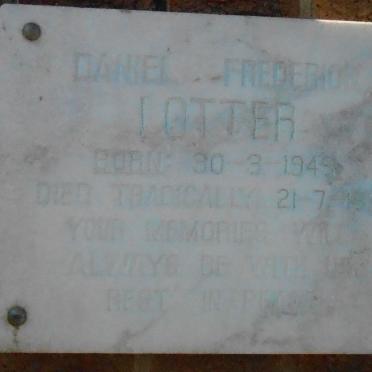 DANIEL FREDERICK
LOTTER
BORN: 30-3-1949
DIED TRAGICALLY: 21-7-
YOUR MEMORIES WILL
ALWAYS BE WITH US
REST IN PEACE